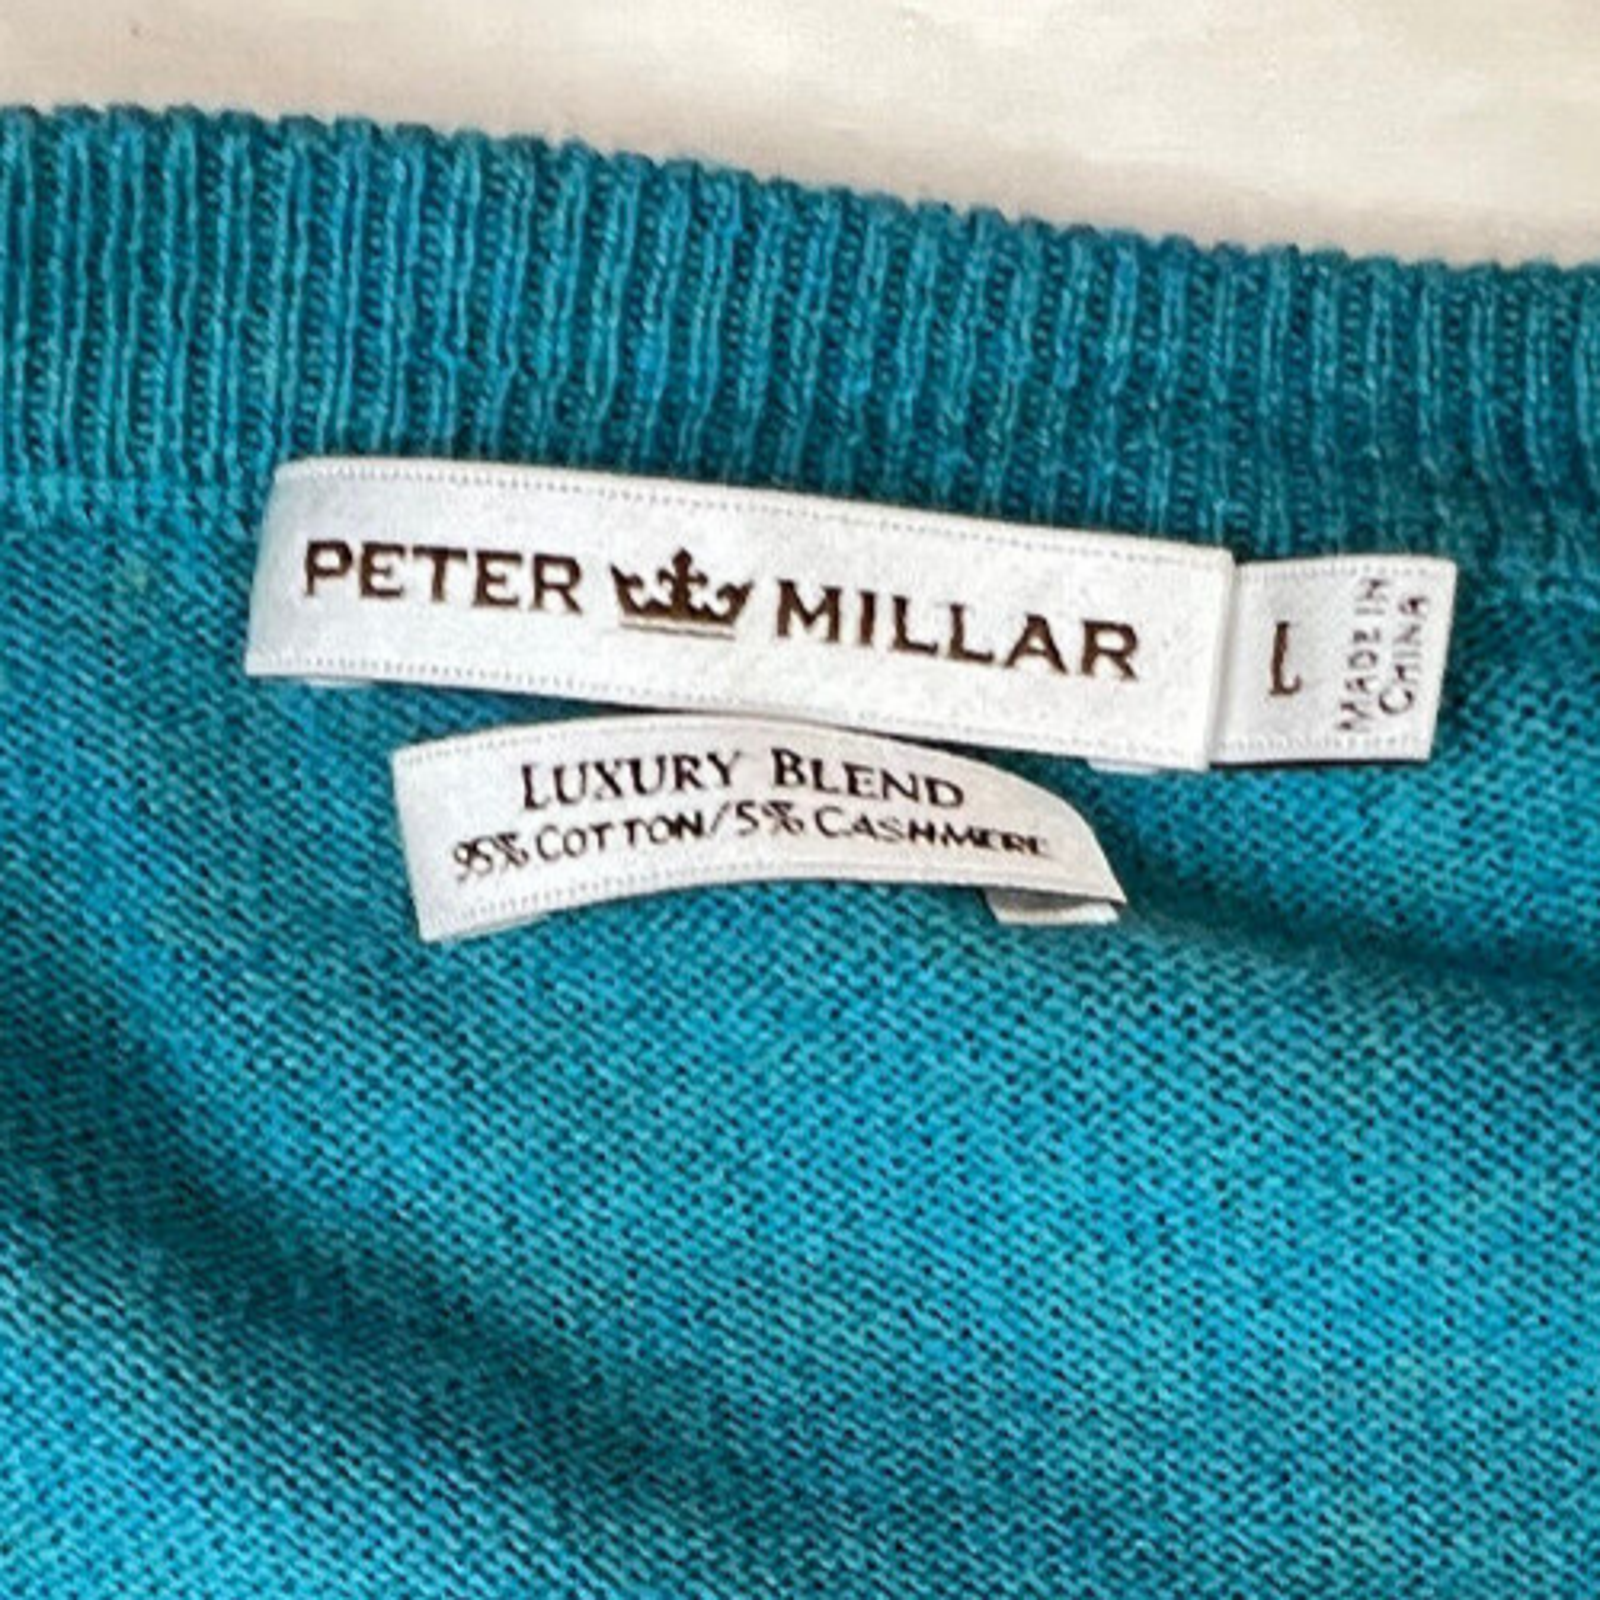 PETER MILLAR
L
MADE IN
CHINA
LUXURY BLEND
95% COTTON/5% CASHMERE